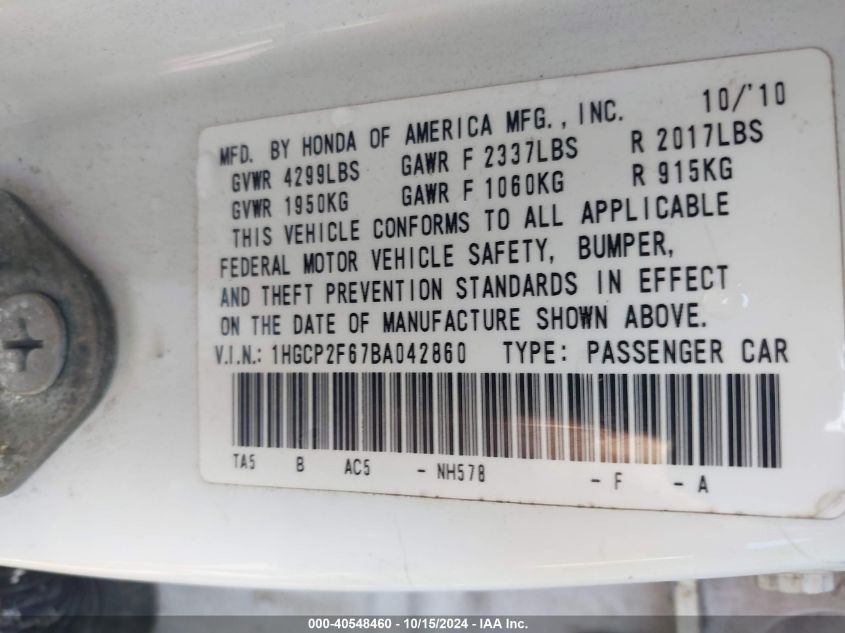 MFD. BY HONDA OF AMERICA MFG., INC. 10/'10
GVWR 4299LBS GAWR F 2337LBS R 2017LBS
GVWR 1950KG GAWR F 1060KG R 915KG
THIS VEHICLE CONFORMS TO ALL APPLICABLE
FEDERAL MOTOR VEHICLE SAFETY, BUMPER,
AND THEFT PREVENTION STANDARDS IN EFFECT
ON THE DATE OF MANUFACTURE SHOWN ABOVE.
V.I.N.: 1HGCP2F67BA042860 TYPE: PASSENGER CAR
TA5 B AC5 - NH578 - F - A
000-40548460 - 10/15/2024 - IAA Inc.